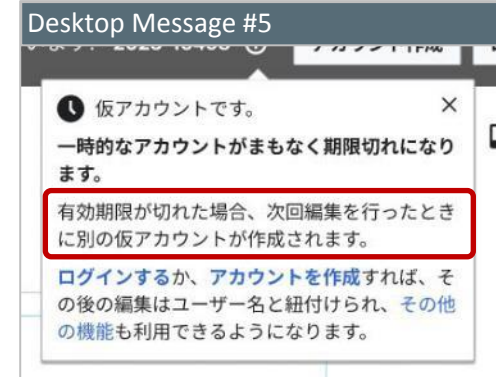 Desktop Message #5
仮アカウントです。
一時的なアカウントがまもなく期限切れになり
ます。
有効期限が切れた場合、次回編集を行ったとき
に別の仮アカウントが作成されます。
ログインするか、アカウントを作成すれば、そ
の後の編集はユーザー名と紐付けられ、その他
の機能も利用できるようになります。